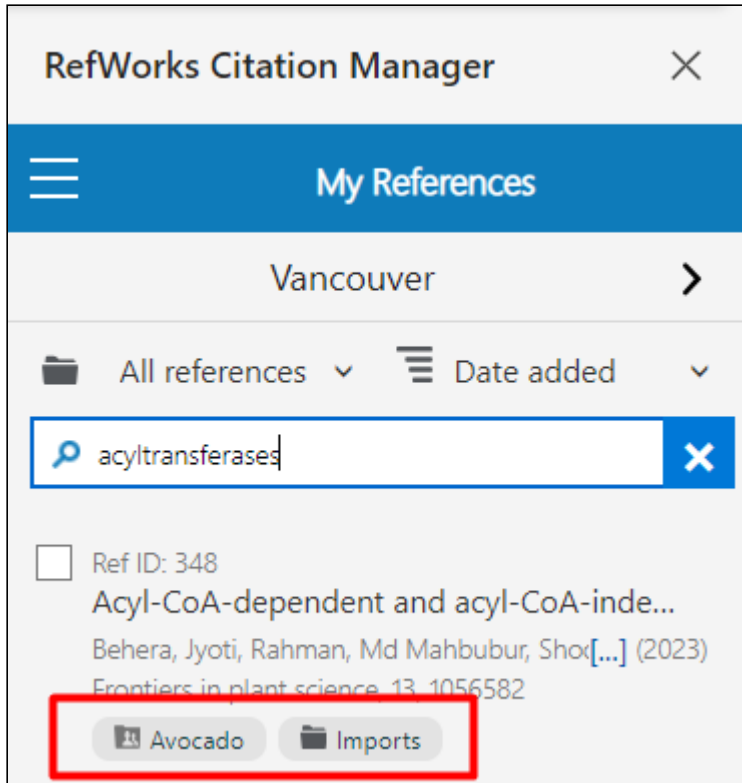 RefWorks Citation Manager
My References
Vancouver
All references Date added
acyltransferases
Ref ID: 348
Acyl-CoA-dependent and acyl-CoA-inde...
Behera, Jyoti, Rahman, Md Mahbubur, Shoc[...] (2023)
Frontiers in plant science, 13, 1056582
Avocado Imports